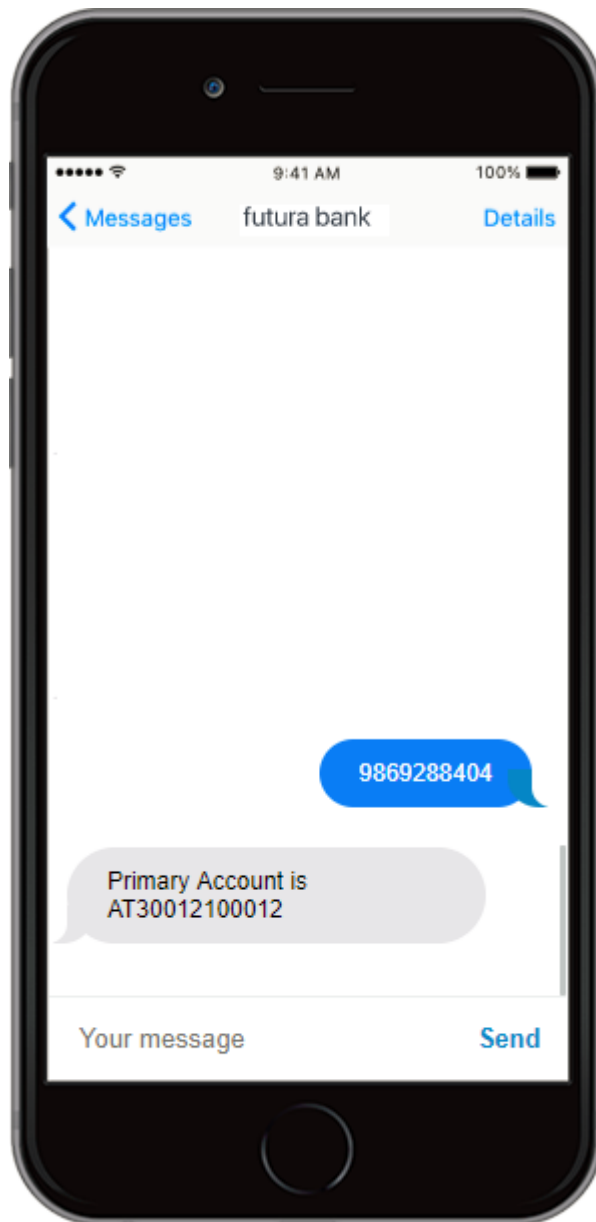 9:41 AM
100%
Messages
futura bank
Details
9869288404
Primary Account is
AT30012100012
Your message
Send